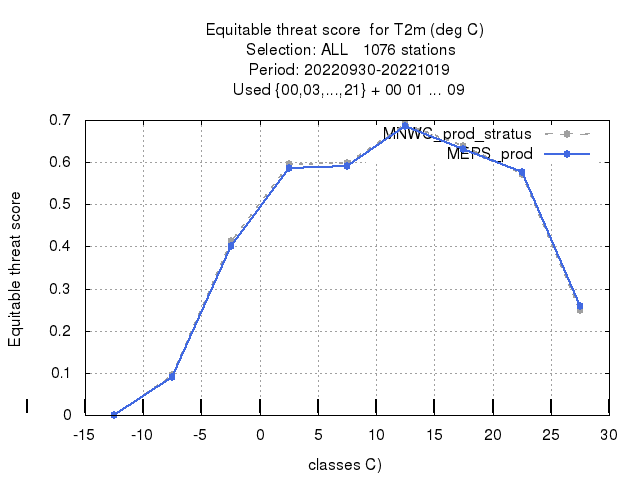 Equitable threat score for T2m (deg C)
Selection: ALL 1076 stations
Period: 20220930-20221019
Used {00,03,...,21} + 00 01 ... 09
MNWC_prod_stratus
MEPS_prod
Equitable threat score
0.7
0.6
0.5
0.4
0.3
0.2
0.1
0
-15 -10 -5 0 5 10 15 20 25 30
classes C)